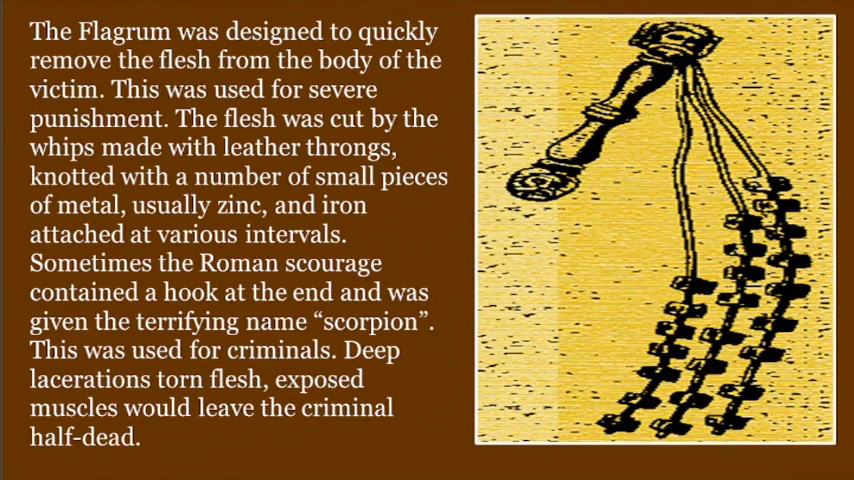 The Flagrum was designed to quickly
remove the flesh from the body of the
victim. This was used for severe
punishment. The flesh was cut by the
whips made with leather throngs,
knotted with a number of small pieces
of metal, usually zinc, and iron
attached at various intervals.
Sometimes the Roman scourage
contained a hook at the end and was
given the terrifying name “scorpion”.
This was used for criminals. Deep
lacerations torn flesh, exposed
muscles would leave the criminal
half-dead.